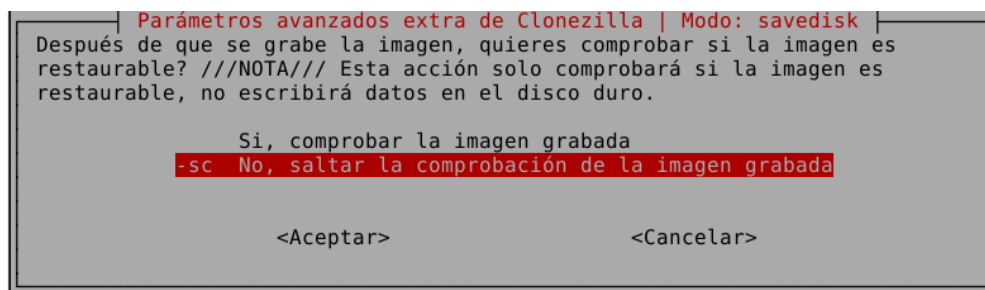 Parámetros avanzados extra de Clonezilla | Modo: savedisk
Después de que se grabe la imagen, quieres comprobar si la imagen es
restaurable? ///NOTA/// Esta acción solo comprobará si la imagen es
restaurable, no escribirá datos en el disco duro.
Si, comprobar la imagen grabada
-sc No, saltar la comprobación de la imagen grabada
<Aceptar> <Cancelar>